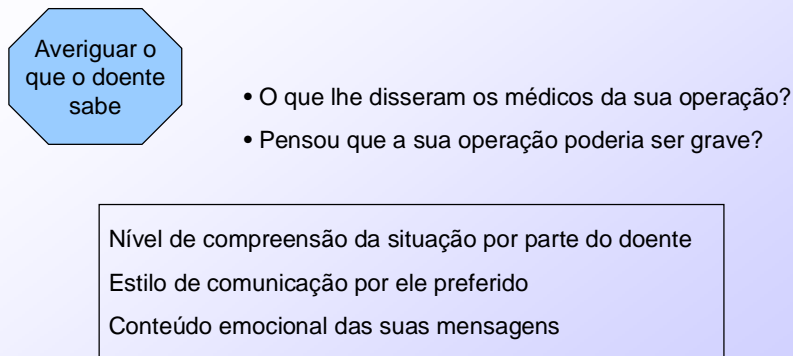 Averiguar o
que o doente
sabe
• O que lhe disseram os médicos da sua operação?
• Pensou que a sua operação poderia ser grave?
Nível de compreensão da situação por parte do doente
Estilo de comunicação por ele preferido
Conteúdo emocional das suas mensagens